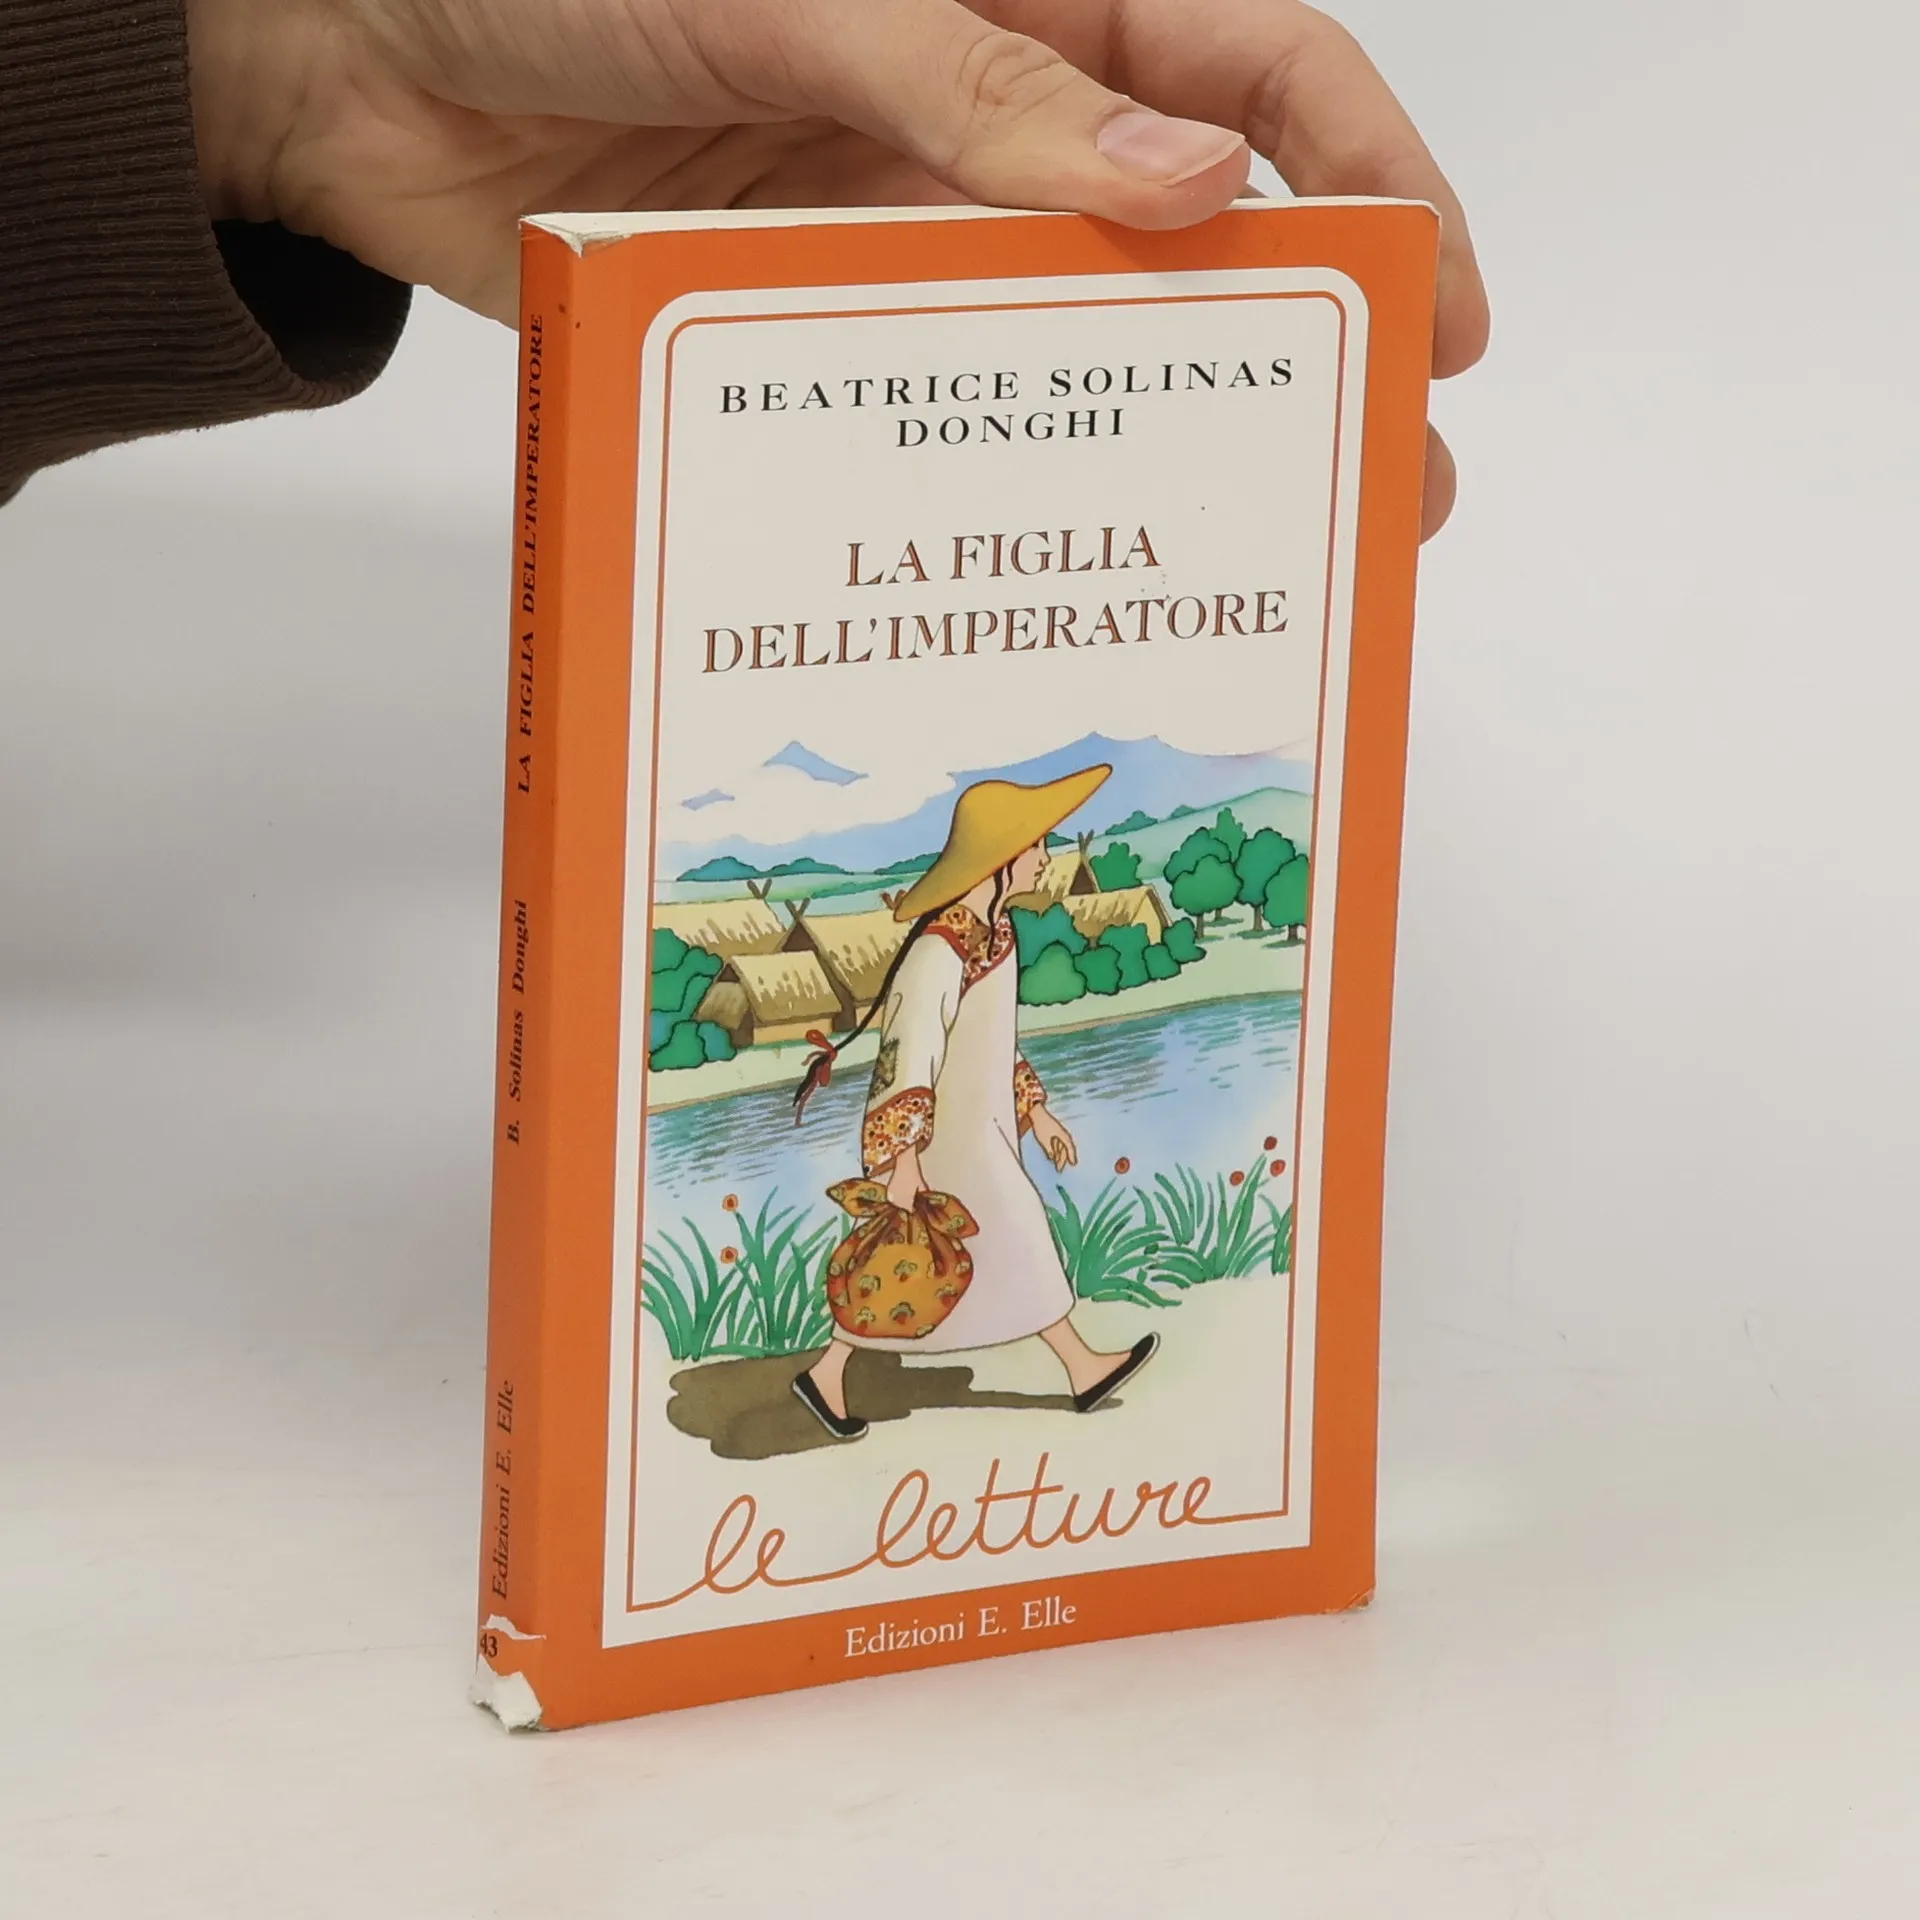 BEATRICE SOLINAS
DONGHI
LA FIGLIA
DELL'IMPERATORE
le letture
Edizioni E. Elle
LA FIGLIA DELL'IMPERATORE
B. Solinas Donghi
Edizioni E. Elle
43